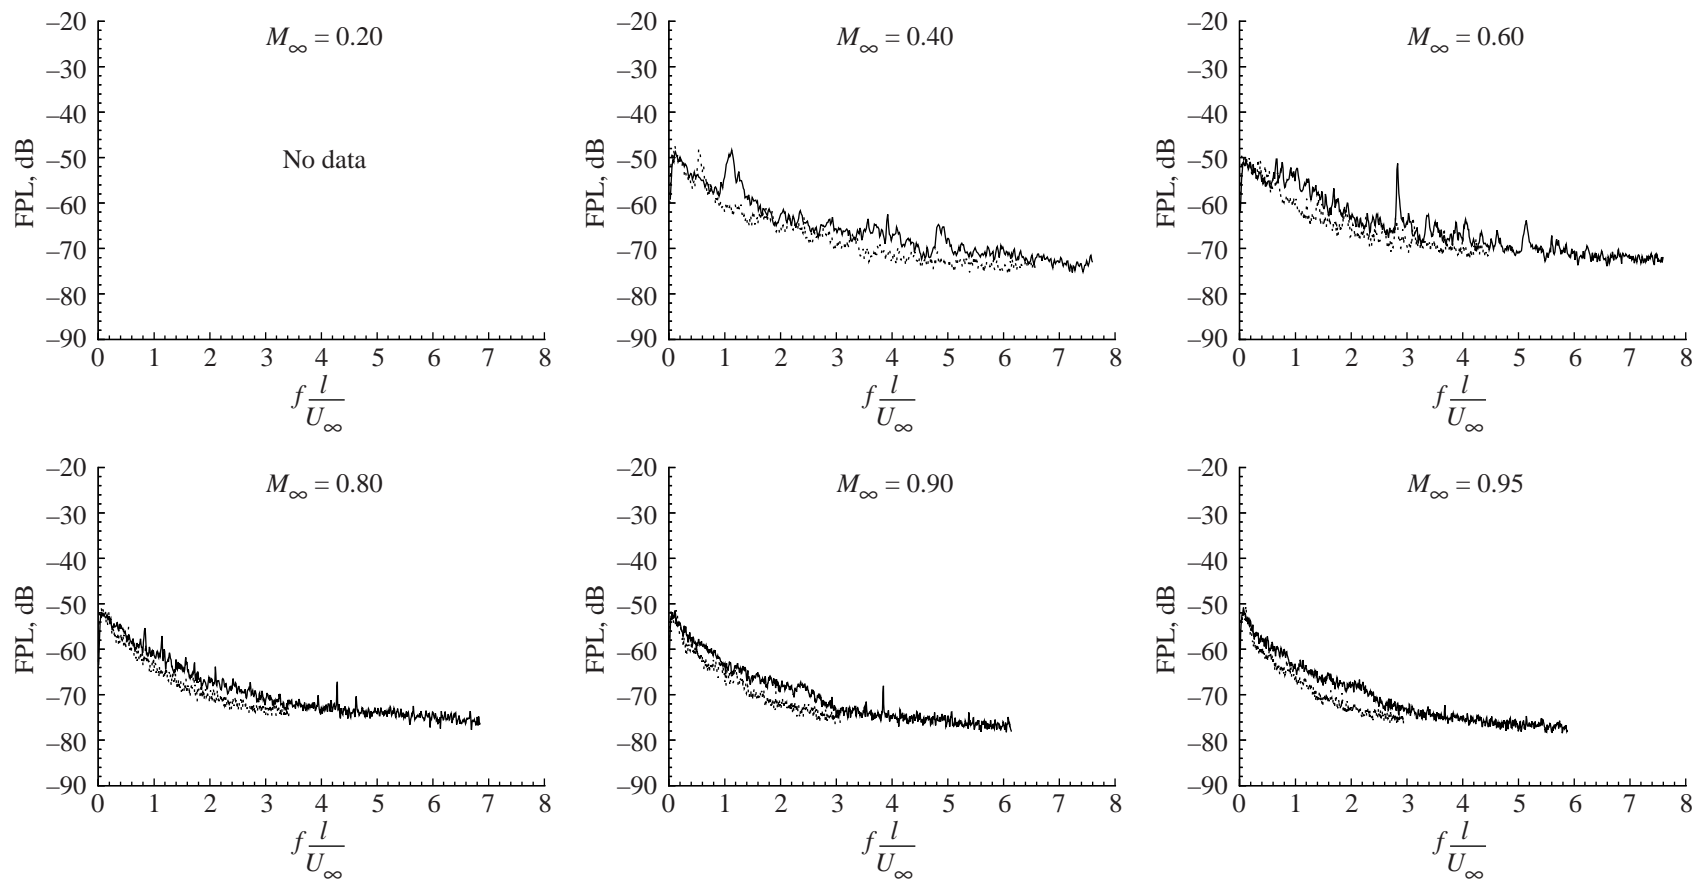 M∞ = 0.20
–20
–30
–40
–50
–60
–70
–80
–90
FPL, dB
No data
0 1 2 3 4 5 6 7 8
f l/U∞
M∞ = 0.40
–20
–30
–40
–50
–60
–70
–80
–90
FPL, dB
0 1 2 3 4 5 6 7 8
f l/U∞
M∞ = 0.60
–20
–30
–40
–50
–60
–70
–80
–90
FPL, dB
0 1 2 3 4 5 6 7 8
f l/U∞
M∞ = 0.80
–20
–30
–40
–50
–60
–70
–80
–90
FPL, dB
0 1 2 3 4 5 6 7 8
f l/U∞
M∞ = 0.90
–20
–30
–40
–50
–60
–70
–80
–90
FPL, dB
0 1 2 3 4 5 6 7 8
f l/U∞
M∞ = 0.95
–20
–30
–40
–50
–60
–70
–80
–90
FPL, dB
0 1 2 3 4 5 6 7 8
f l/U∞